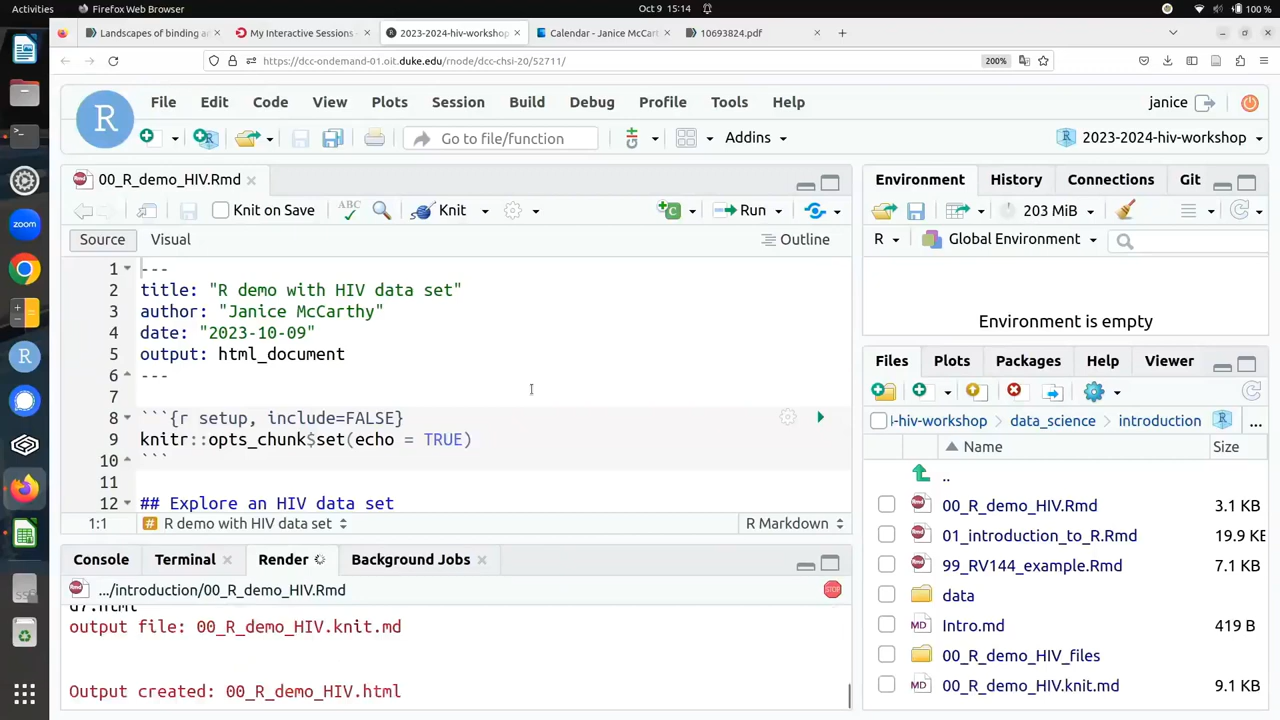 Activities
Firefox Web Browser
Oct 9 15:14
100 %
Landscapes of binding a
My Interactive Sessions
2023-2024-hiv-workshop
Calendar - Janice McCart
10693824.pdf
https://dcc-ondemand-01.oit.duke.edu/rnode/dcc-chsi-20/52711/
200%
R
File Edit Code View Plots Session Build Debug Profile Tools Help
janice
Go to file/function
Addins
2023-2024-hiv-workshop
00_R_demo_HIV.Rmd
Knit on Save
ABC
Knit
Run
Source
Visual
Outline
1 ---
2 title: "R demo with HIV data set"
3 author: "Janice McCarthy"
4 date: "2023-10-09"
5 output: html_document
6 ---
7
8 ```{r setup, include=FALSE}
9 knitr::opts_chunk$set(echo = TRUE)
10 ```
11
12 ## Explore an HIV data set
1:1
R demo with HIV data set
R Markdown
Console
Terminal
Render
Background Jobs
.../introduction/00_R_demo_HIV.Rmd
STOP
d7.html
output file: 00_R_demo_HIV.knit.md
Output created: 00_R_demo_HIV.html
Environment
History
Connections
Git
203 MiB
R
Global Environment
Environment is empty
Files
Plots
Packages
Help
Viewer
-hiv-workshop
data_science
introduction
...
Name
Size
..
00_R_demo_HIV.Rmd 3.1 KB
01_introduction_to_R.Rmd 19.9 KE
99_RV144_example.Rmd 7.1 KB
data
Intro.md 419 B
00_R_demo_HIV_files
00_R_demo_HIV.knit.md 9.1 KB
zoom
R